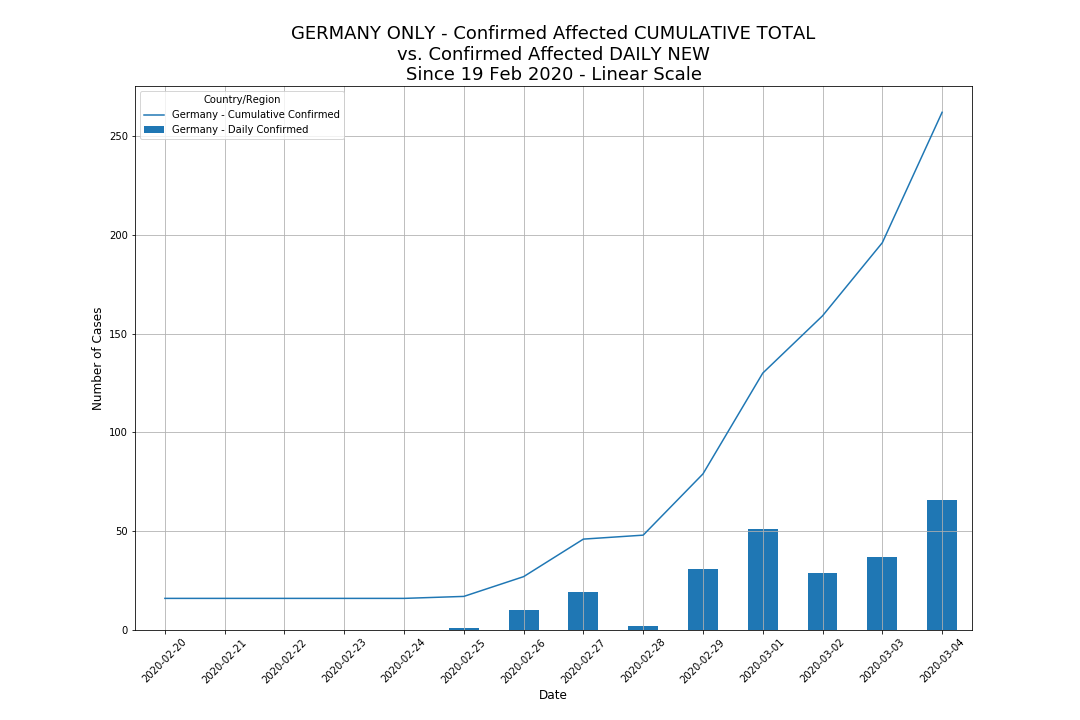 GERMANY ONLY - Confirmed Affected CUMULATIVE TOTAL
vs. Confirmed Affected DAILY NEW
Since 19 Feb 2020 - Linear Scale
Country/Region
Germany - Cumulative Confirmed
Germany - Daily Confirmed
Number of Cases
250
200
150
100
50
0
2020-02-20
2020-02-21
2020-02-22
2020-02-23
2020-02-24
2020-02-25
2020-02-26
2020-02-27
2020-02-28
2020-02-29
2020-03-01
2020-03-02
2020-03-03
2020-03-04
Date